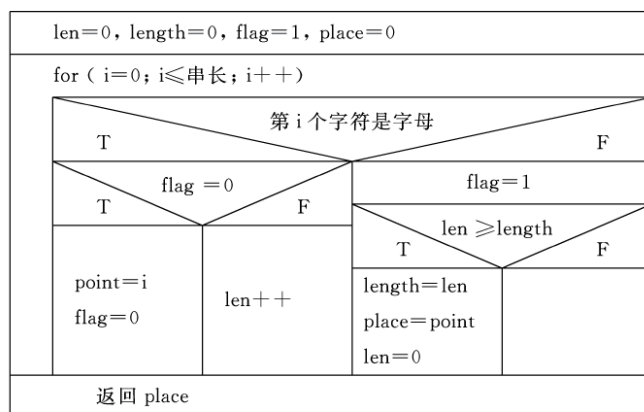 len=0, length=0, flag=1, place=0
for ( i=0; i≤串长; i++)
第 i 个字符是字母
T
F
flag =0
T
F
flag=1
len ≥length
T
F
point=i
flag=0
len++
length=len
place=point
len=0
返回 place